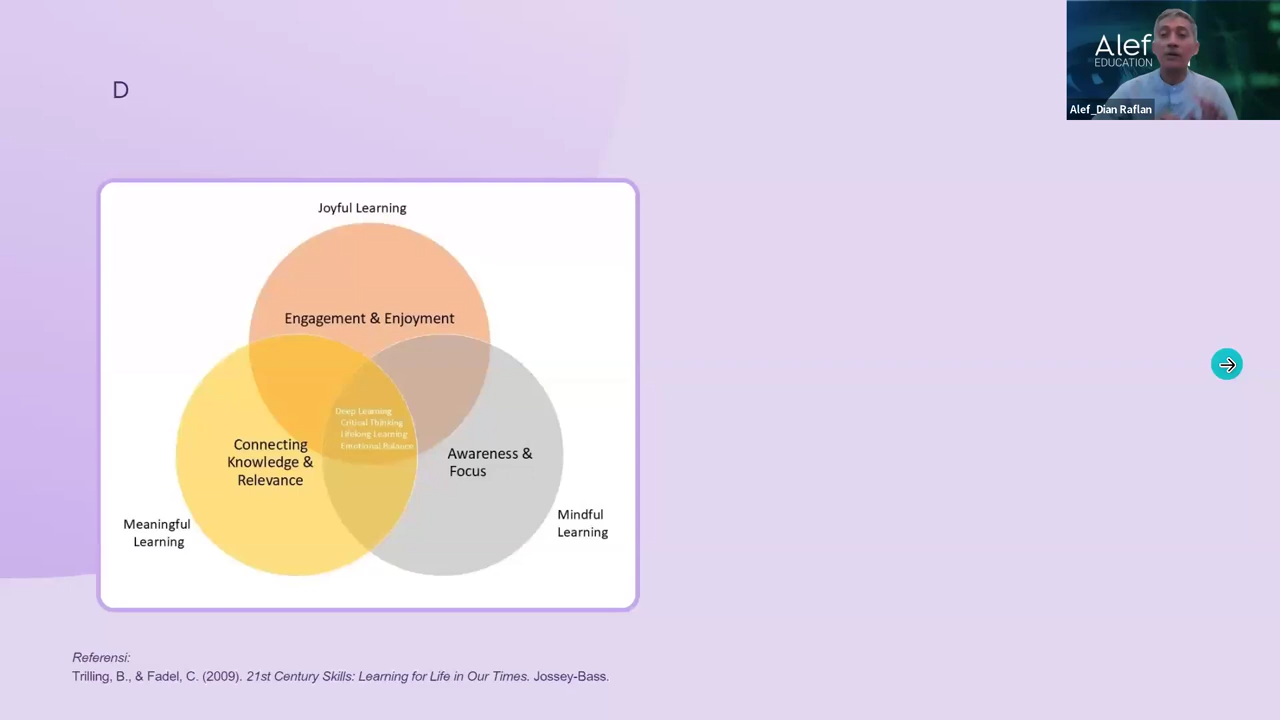 D
Alef
EDUCATION
Alef_Dian Raflan
Joyful Learning
Engagement & Enjoyment
Deep Learning
Critical Thinking
Lifelong Learning
Emotional Balance
Connecting
Knowledge &
Relevance
Awareness &
Focus
Meaningful
Learning
Mindful
Learning
Referensi:
Trilling, B., & Fadel, C. (2009). 21st Century Skills: Learning for Life in Our Times. Jossey-Bass.